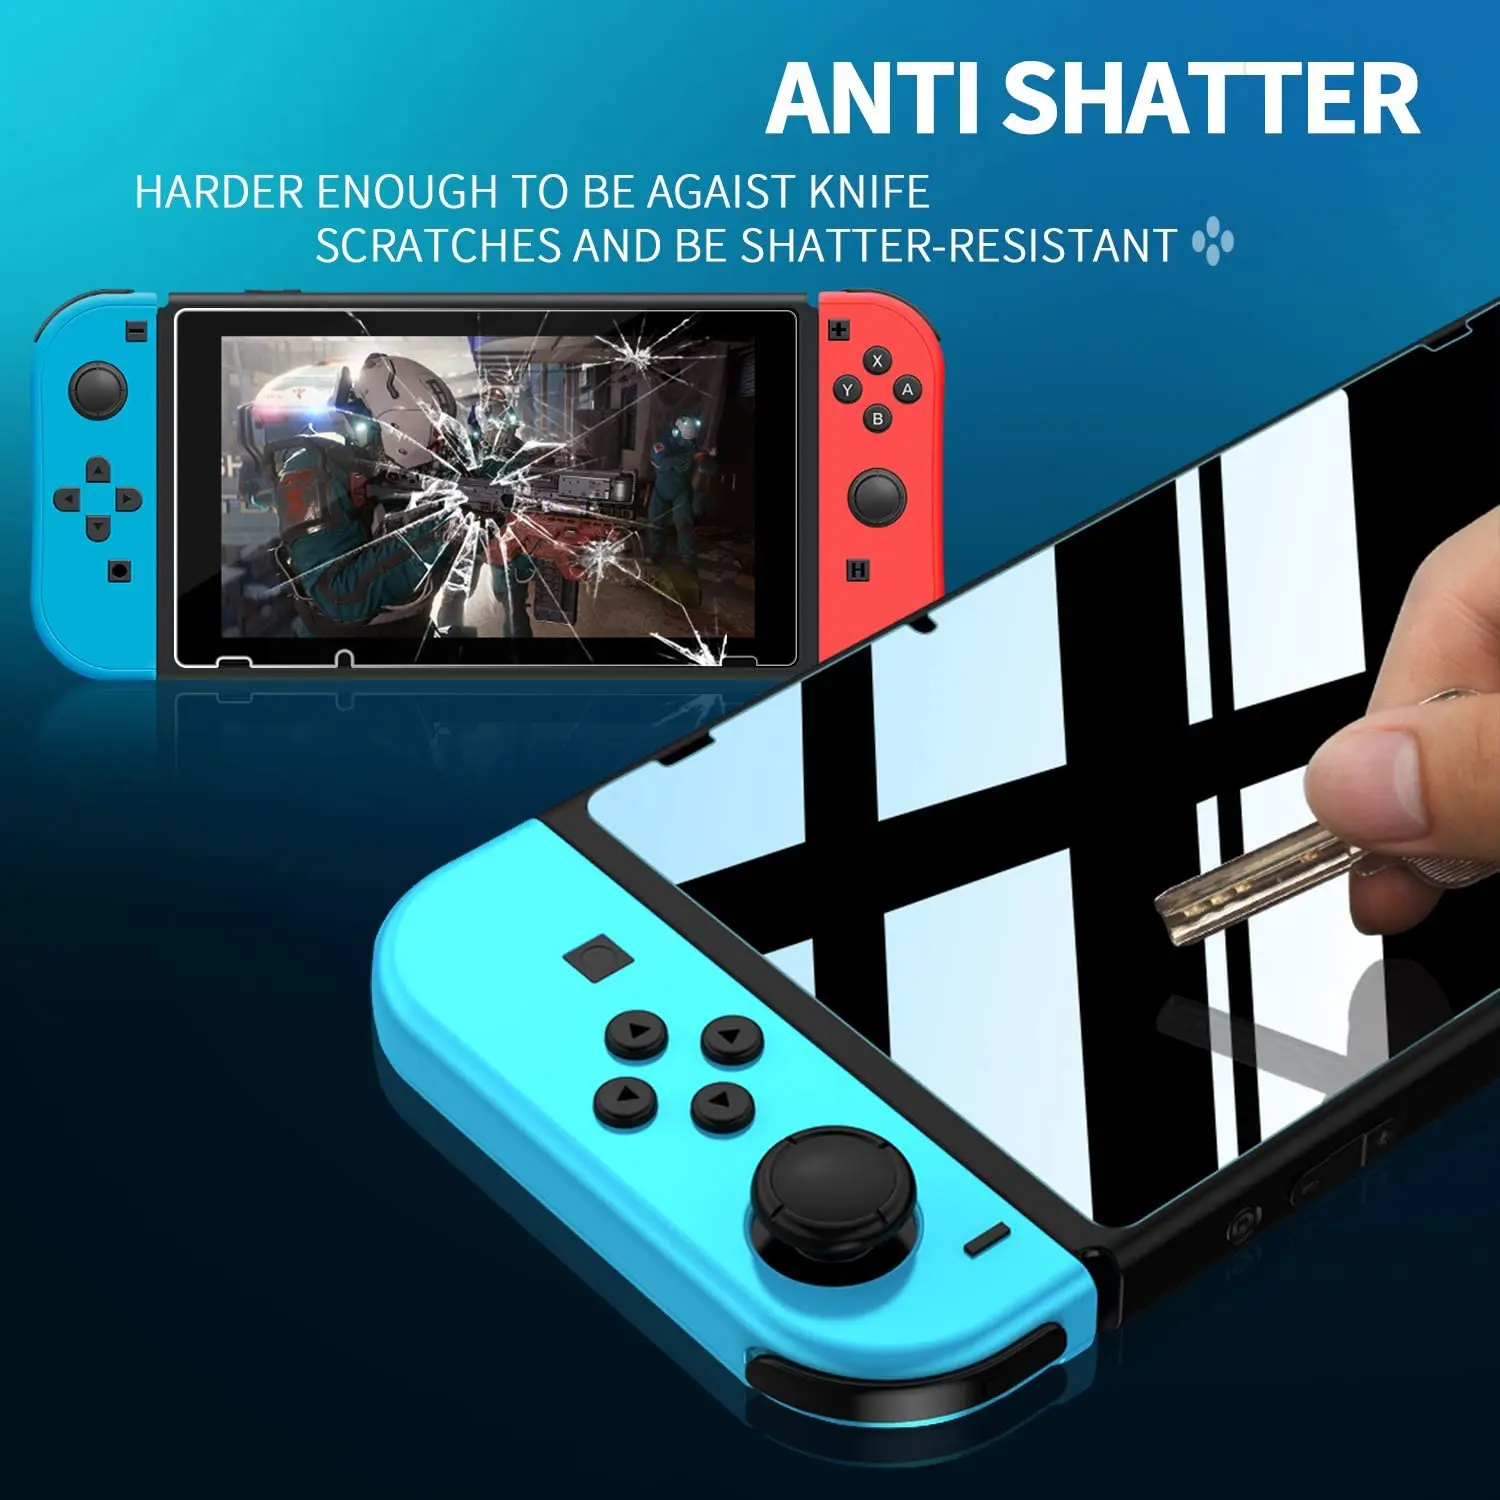 ANTI SHATTER
HARDER ENOUGH TO BE AGAIST KNIFE
SCRATCHES AND BE SHATTER-RESISTANT
X
Y A
B
H